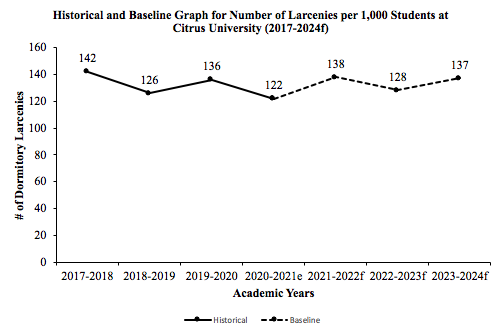 Historical and Baseline Graph for Number of Larcenies per 1,000 Students at
Citrus University (2017-2024f)
# of Dormitory Larcenies
160
140
120
100
80
60
40
20
0
142
126
136
122
138
128
137
2017-2018 2018-2019 2019-2020 2020-2021e 2021-2022f 2022-2023f 2023-2024f
Academic Years
Historical Baseline